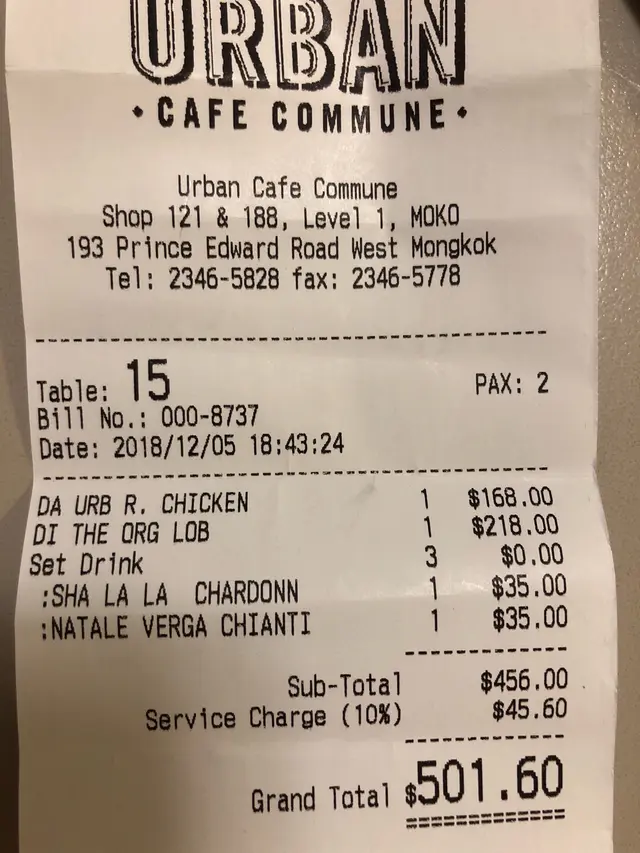 URBAN
• CAFE COMMUNE •
Urban Cafe Commune
Shop 121 & 188, Level 1, MOKO
193 Prince Edward Road West Mongkok
Tel: 2346-5828 fax: 2346-5778
Table: 15 PAX: 2
Bill No.: 000-8737
Date: 2018/12/05 18:43:24
DA URB R. CHICKEN 1 $168.00
DI THE ORG LOB 1 $218.00
Set Drink 3 $0.00
:SHA LA LA CHARDONN 1 $35.00
:NATALE VERGA CHIANTI 1 $35.00
Sub-Total $456.00
Service Charge (10%) $45.60
Grand Total $501.60